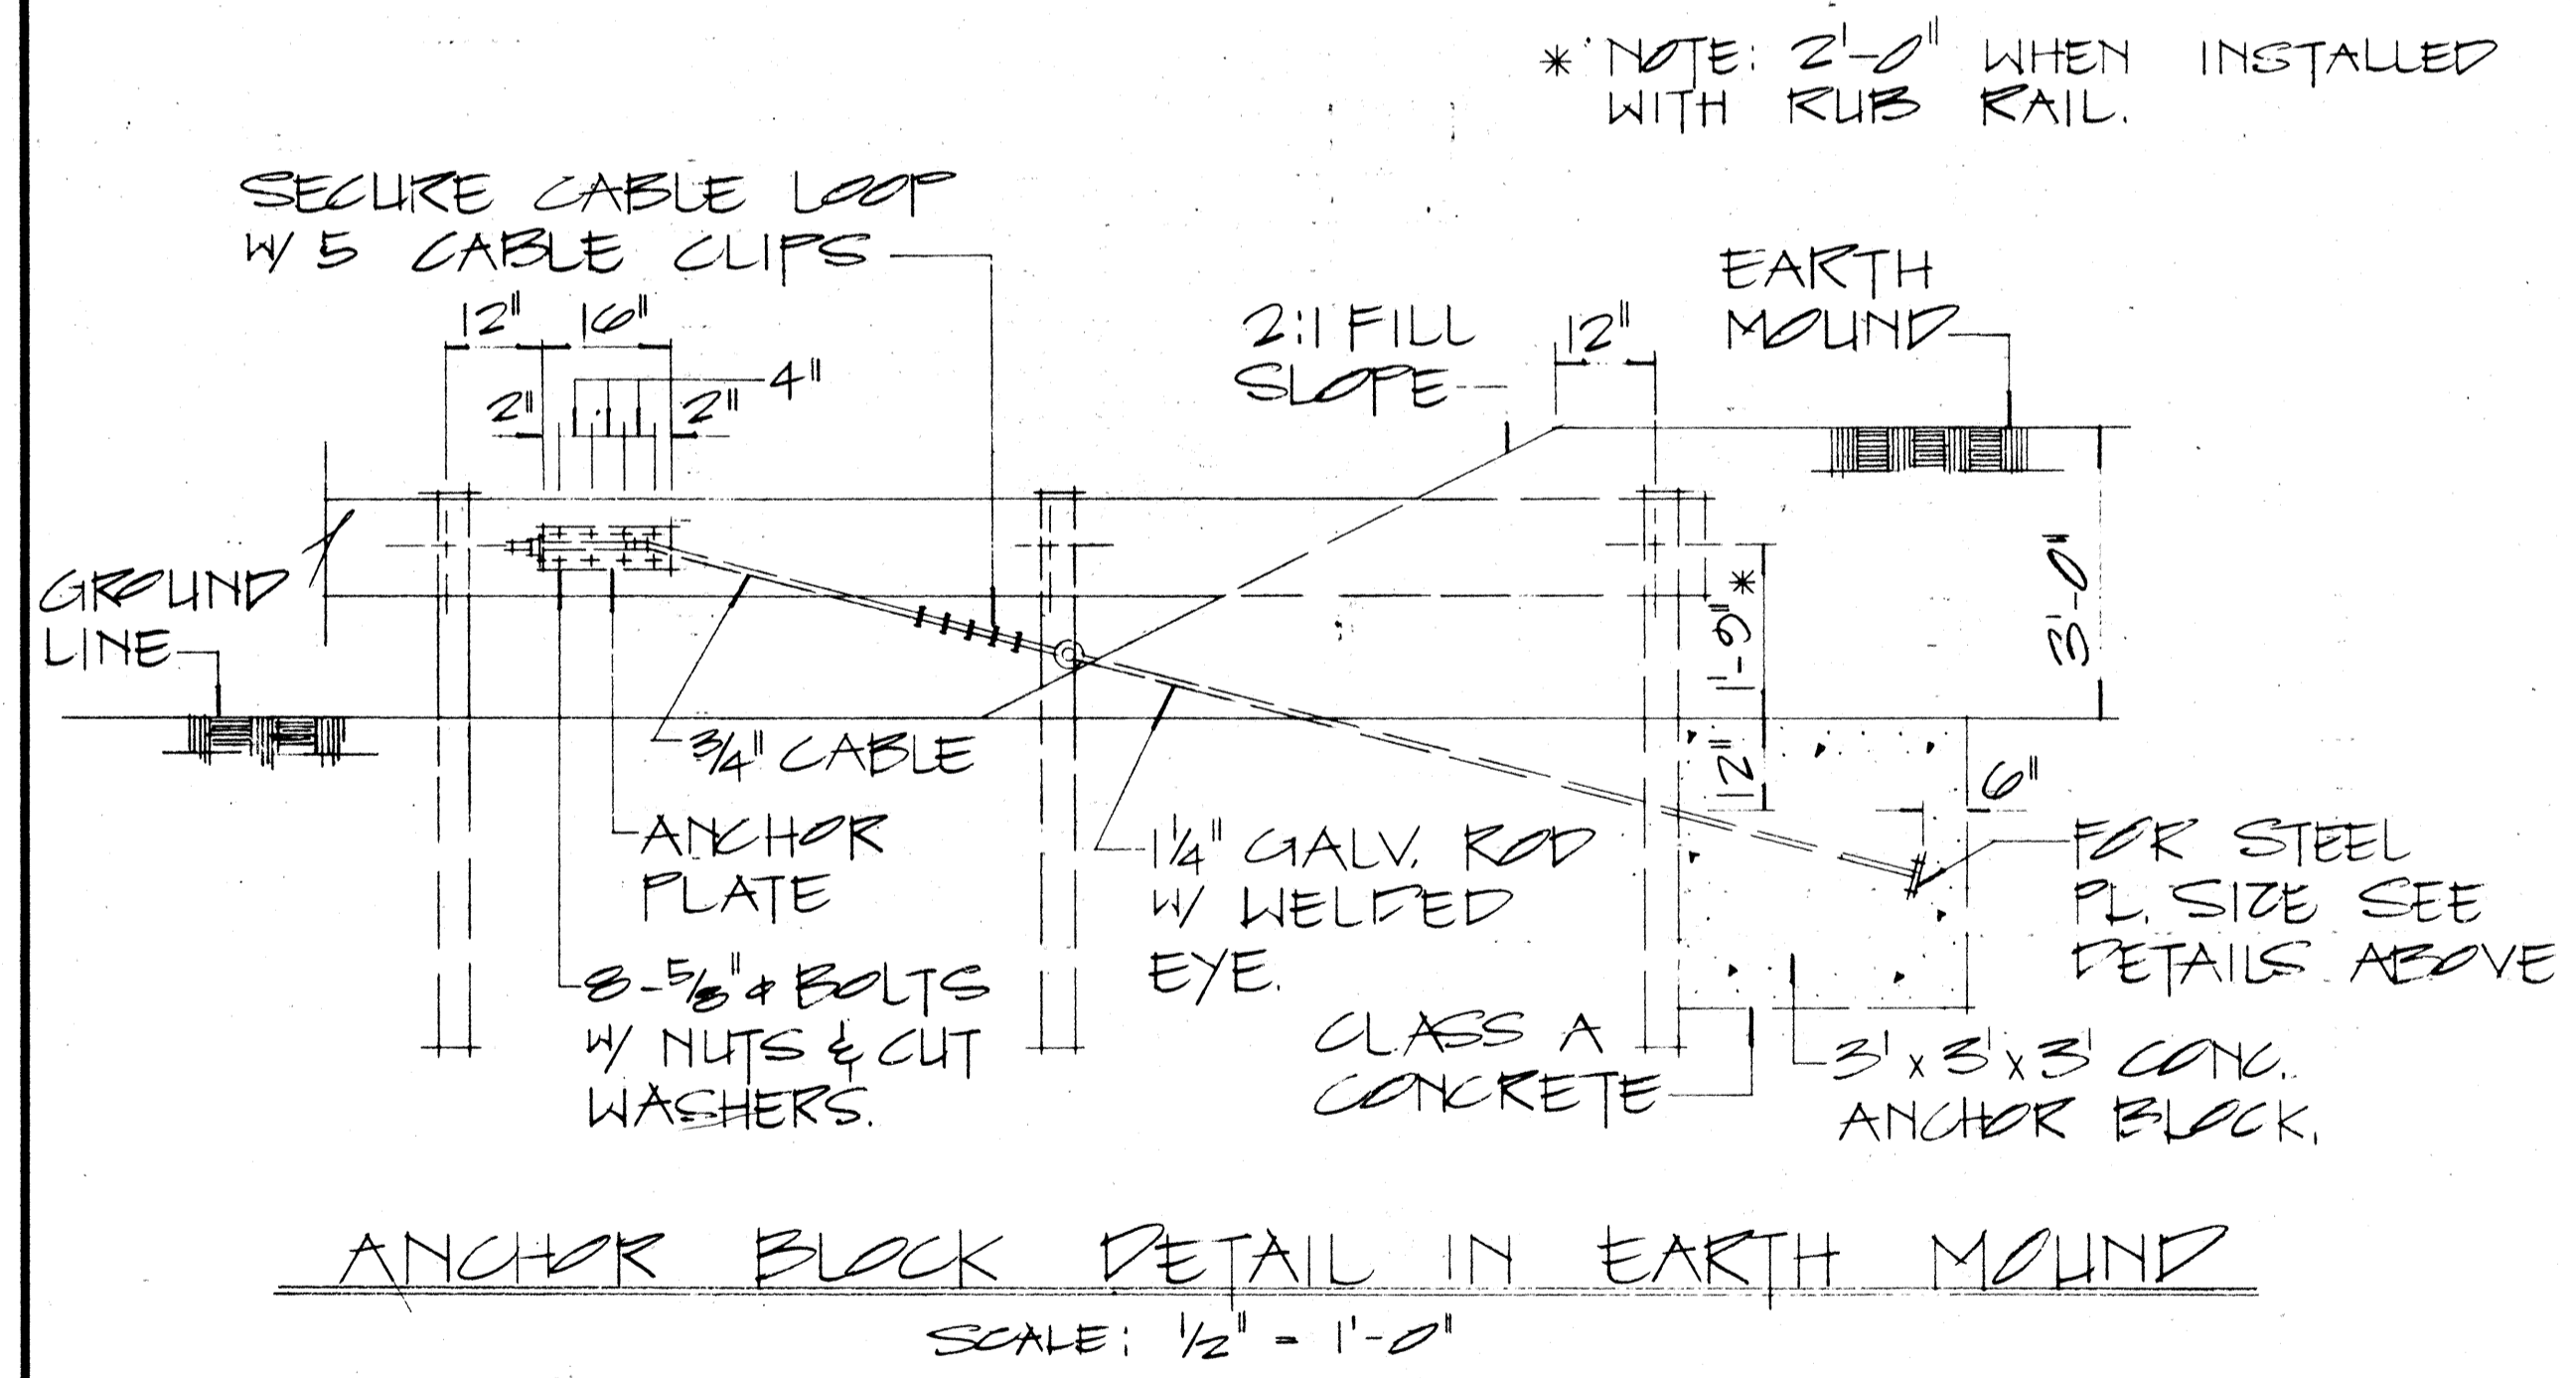 * NOTE: 2'-0" WHEN INSTALLED
WITH RUB RAIL.
SECURE CABLE LOOP
W/ 5 CABLE CLIPS
12" 16"
4"
2" 2"
2:1 FILL
SLOPE
12"
EARTH
MOUND
GROUND
LINE
1'-9" *
3'-0"
12"
6"
3/4" CABLE
ANCHOR
PLATE
8-5/8" φ BOLTS
W/ NUTS & CUT
WASHERS.
1 1/4" GALV. ROD
W/ WELDED
EYE.
CLASS A
CONCRETE
FOR STEEL
PL. SIZE SEE
DETAILS ABOVE
3' x 3' x 3' CONC.
ANCHOR BLOCK.
ANCHOR BLOCK DETAIL IN EARTH MOUND
SCALE: 1/2" = 1'-0"